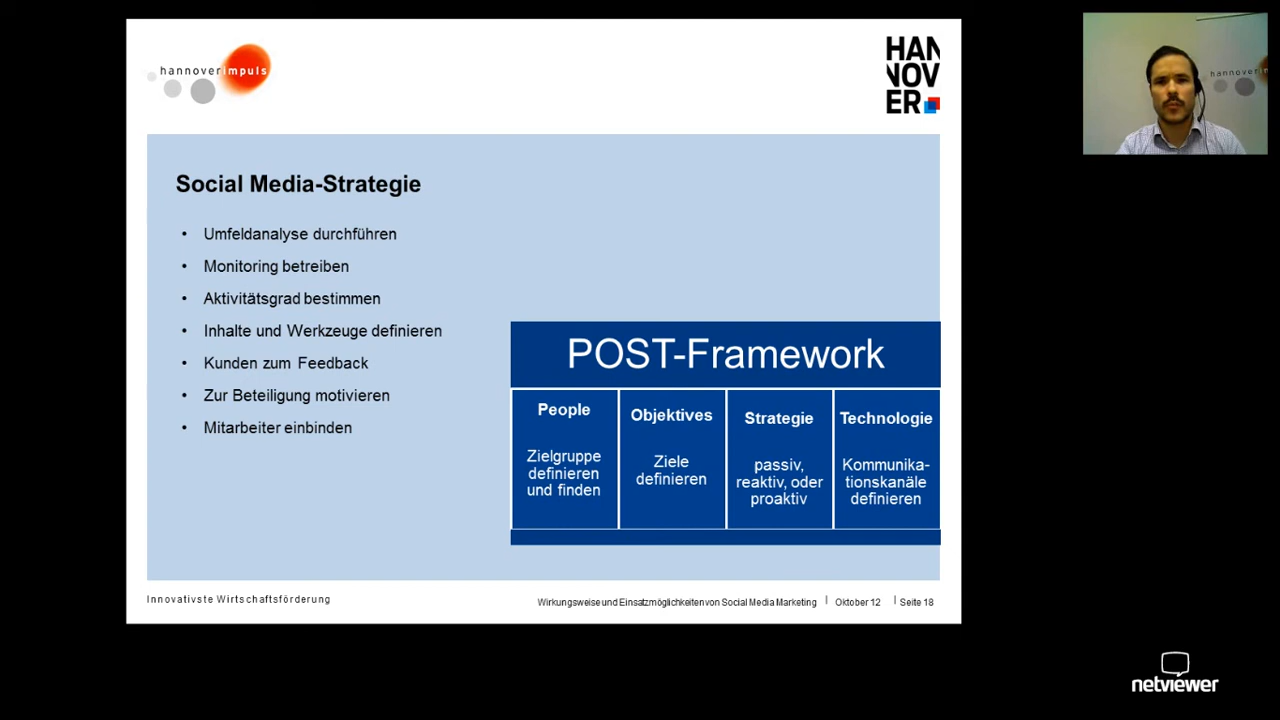 hannoverimpuls
HAN
NOV
ER
hannoverim
Social Media-Strategie
• Umfeldanalyse durchführen
• Monitoring betreiben
• Aktivitätsgrad bestimmen
• Inhalte und Werkzeuge definieren
• Kunden zum Feedback
• Zur Beteiligung motivieren
• Mitarbeiter einbinden
POST-Framework
People
Zielgruppe
definieren
und finden
Objektives
Ziele
definieren
Strategie
passiv,
reaktiv, oder
proaktiv
Technologie
Kommunika-
tionskanäle
definieren
Innovativste Wirtschaftsförderung
Wirkungsweise und Einsatzmöglichkeiten von Social Media Marketing | Oktober 12 | Seite 18
netviewer